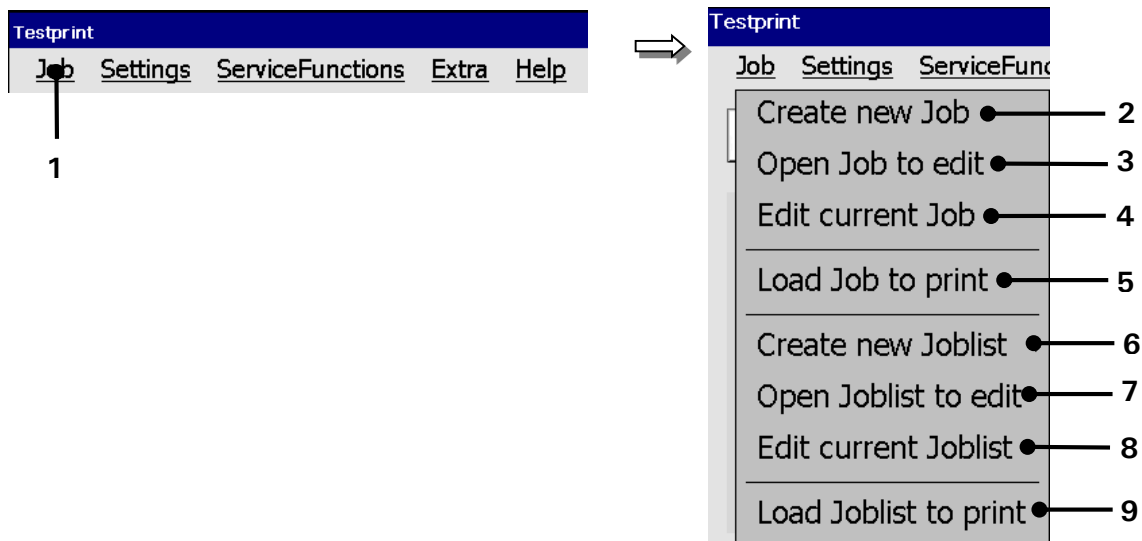 Testprint
Job Settings ServiceFunctions Extra Help
1
Testprint
Job Settings ServiceFunc
Create new Job 2
Open Job to edit 3
Edit current Job 4
Load Job to print 5
Create new Joblist 6
Open Joblist to edit 7
Edit current Joblist 8
Load Joblist to print 9